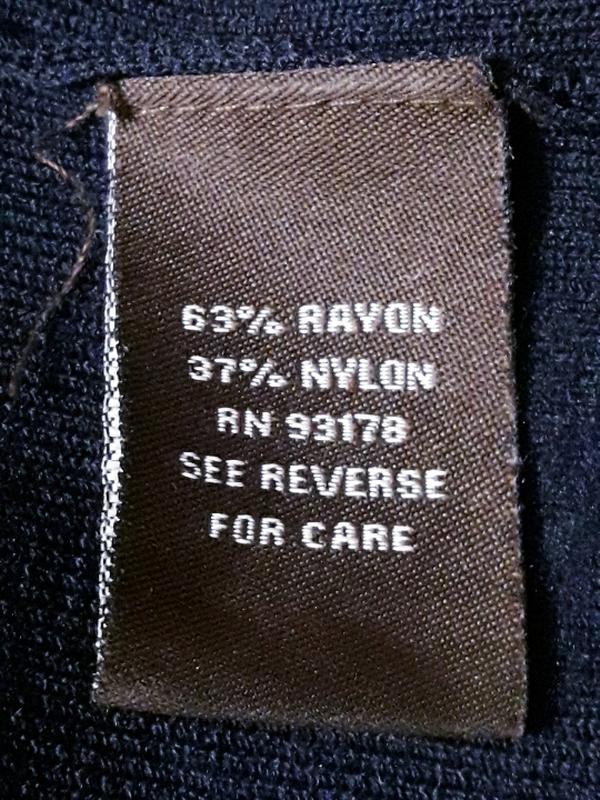 63% RAYON
37% NYLON
RN 93178
SEE REVERSE
FOR CARE